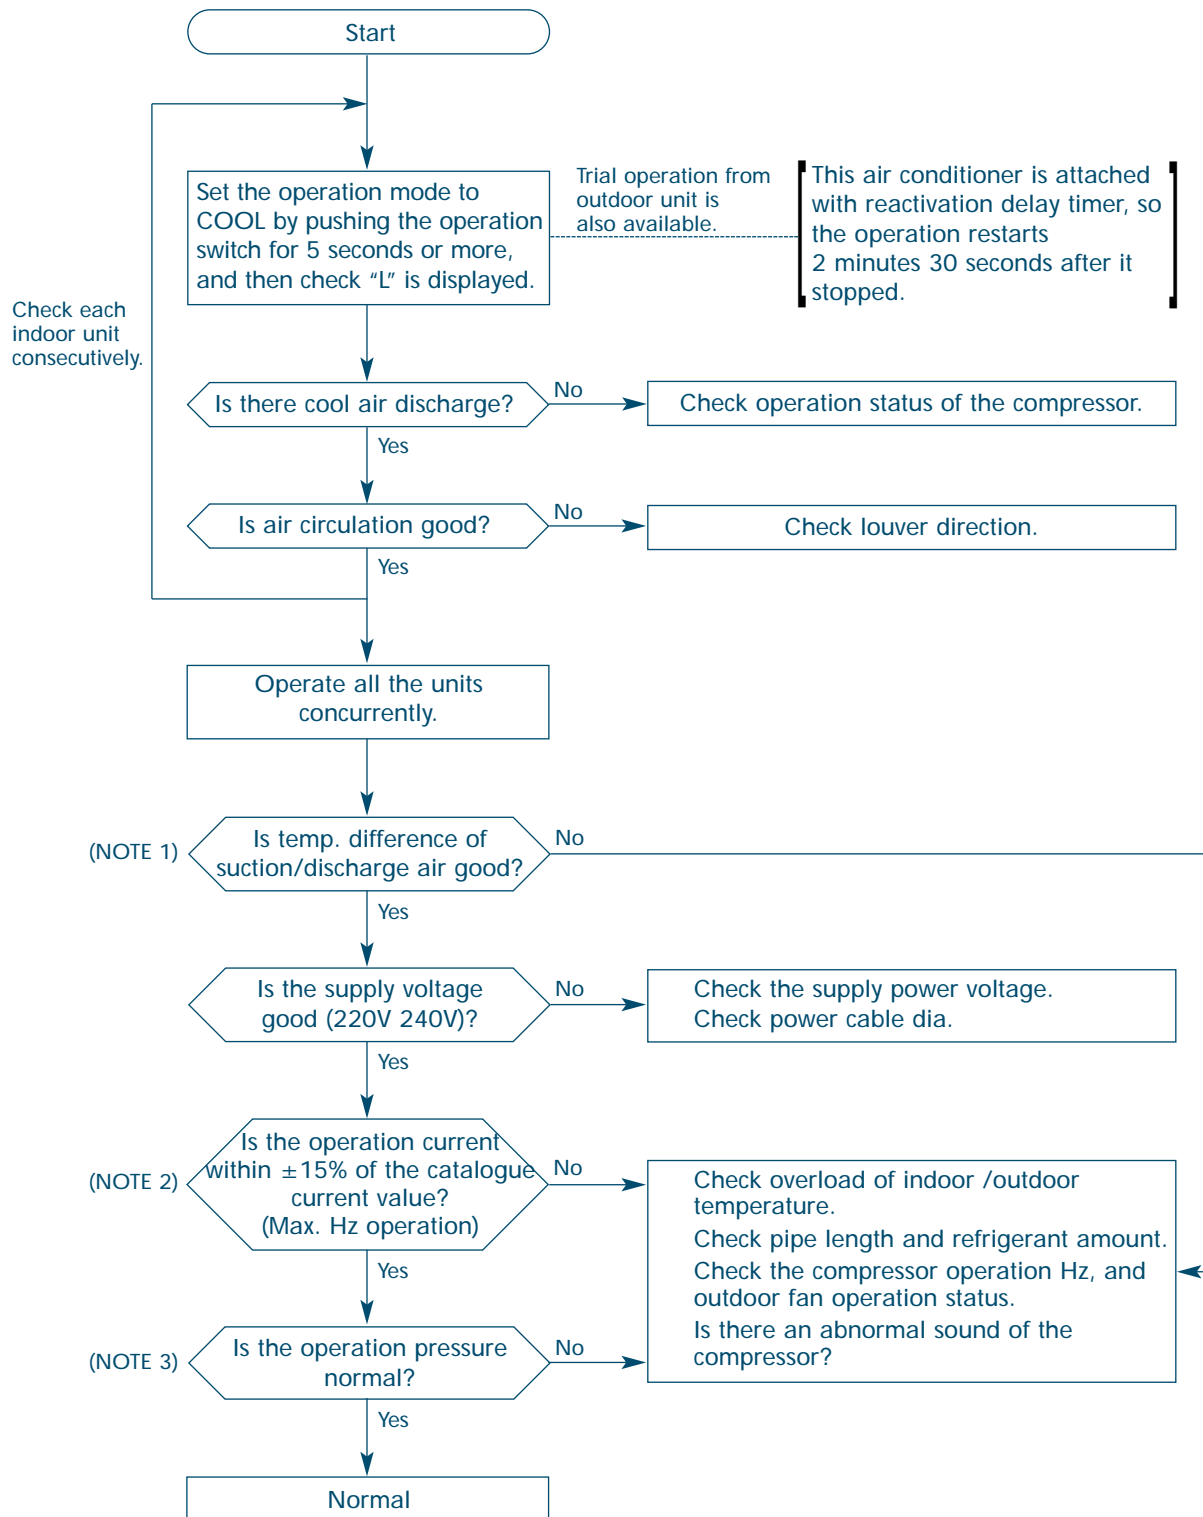 Start
Set the operation mode to
COOL by pushing the operation
switch for 5 seconds or more,
and then check “L” is displayed.
Trial operation from
outdoor unit is
also available.
This air conditioner is attached
with reactivation delay timer, so
the operation restarts
2 minutes 30 seconds after it
stopped.
Check each
indoor unit
consecutively.
Is there cool air discharge?
No
Check operation status of the compressor.
Yes
Is air circulation good?
No
Check louver direction.
Yes
Operate all the units
concurrently.
(NOTE 1)
Is temp. difference of
suction/discharge air good?
No
Yes
Is the supply voltage
good (220V 240V)?
No
Check the supply power voltage.
Check power cable dia.
Yes
(NOTE 2)
Is the operation current
within ±15% of the catalogue
current value?
(Max. Hz operation)
No
Check overload of indoor /outdoor
temperature.
Check pipe length and refrigerant amount.
Check the compressor operation Hz, and
outdoor fan operation status.
Is there an abnormal sound of the
compressor?
Yes
(NOTE 3)
Is the operation pressure
normal?
No
Yes
Normal